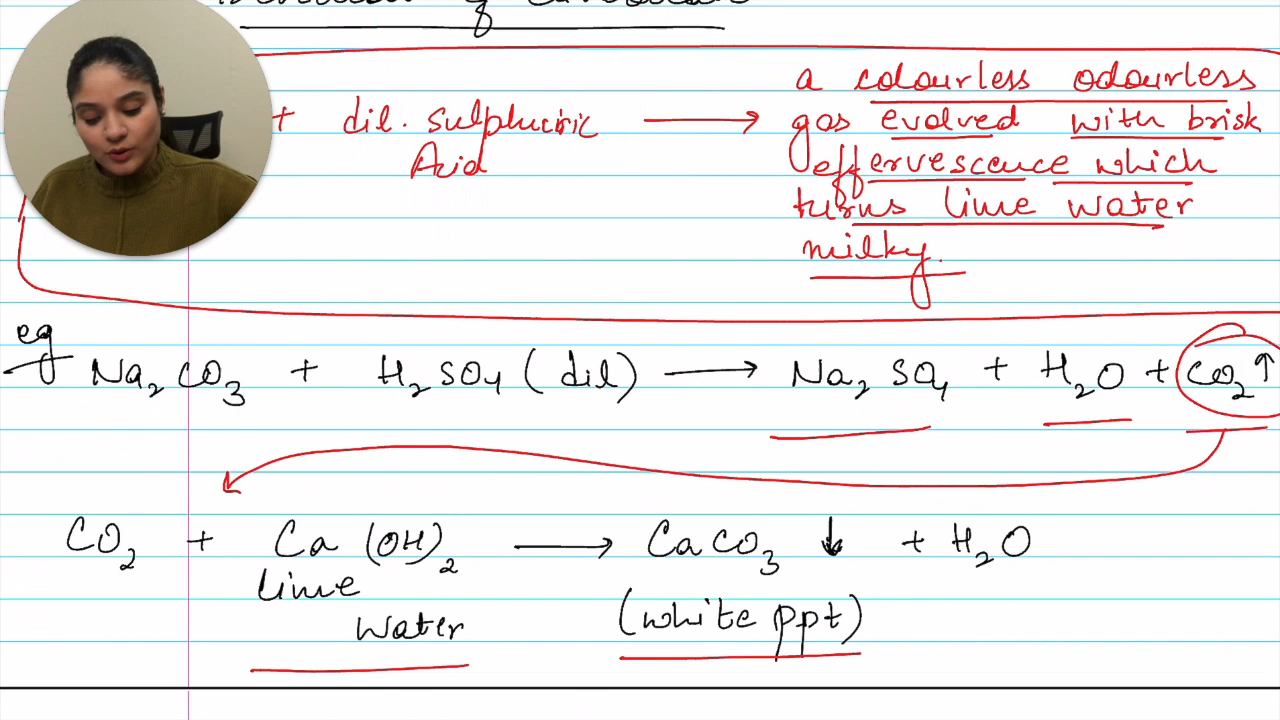 of
+ dil. sulphuric Acid ⟶ a colourless odourless
gas evolved with brisk
effervescence which
turns lime water
milky.
eg
Na₂CO₃ + H₂SO₄ (dil) ⟶ Na₂SO₄ + H₂O + CO₂↑
CO₂ + Ca(OH)₂ ⟶ CaCO₃ ↓ + H₂O
lime
water
(white ppt)